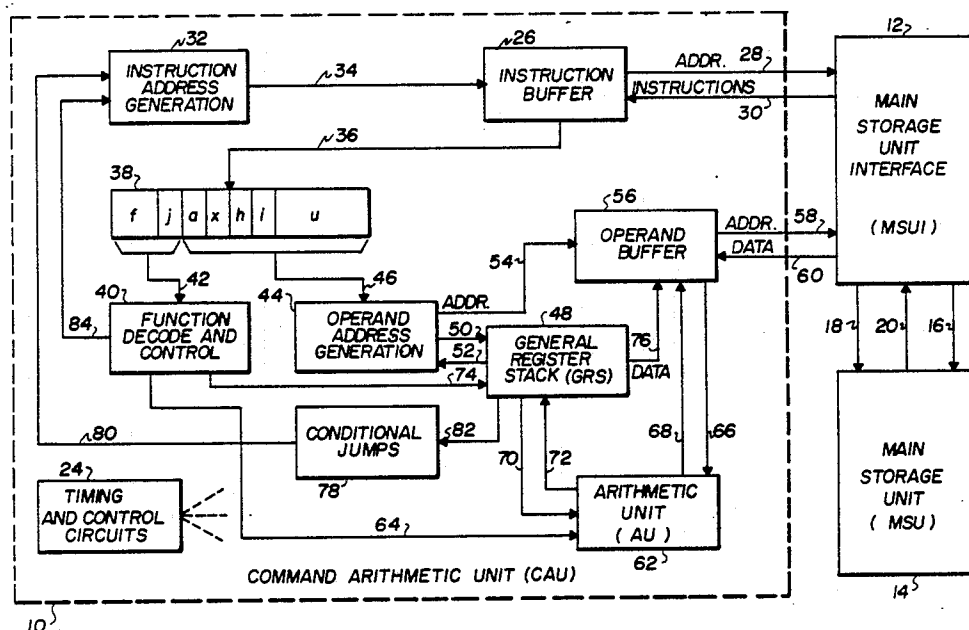 32
INSTRUCTION
ADDRESS
GENERATION
34
26
INSTRUCTION
BUFFER
ADDR.
28
INSTRUCTIONS
30
12
MAIN
STORAGE
UNIT
INTERFACE
(MSUI)
36
38
f j a x h i u
42
46
40
FUNCTION
DECODE AND
CONTROL
84
44
OPERAND
ADDRESS
GENERATION
ADDR.
50
52
54
56
OPERAND
BUFFER
ADDR.
58
DATA
60
48
GENERAL
REGISTER
STACK (GRS)
76
DATA
74
18
20
16
80
CONDITIONAL
JUMPS
78
82
70
72
68
66
24
TIMING
AND CONTROL
CIRCUITS
64
ARITHMETIC
UNIT
(AU)
62
MAIN
STORAGE
UNIT
(MSU)
14
COMMAND ARITHMETIC UNIT (CAU)
10